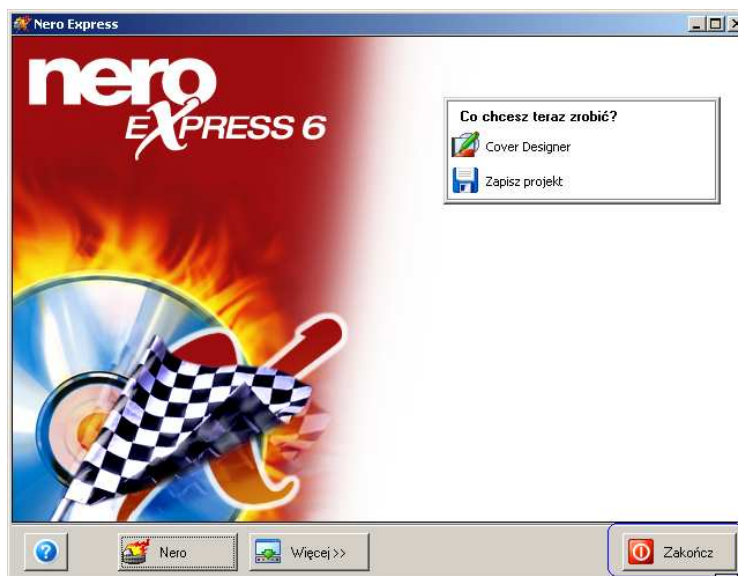 Nero Express
nero
EXPRESS 6
Co chcesz teraz zrobić?
Cover Designer
Zapisz projekt
?
Nero
Więcej >>
Zakończ